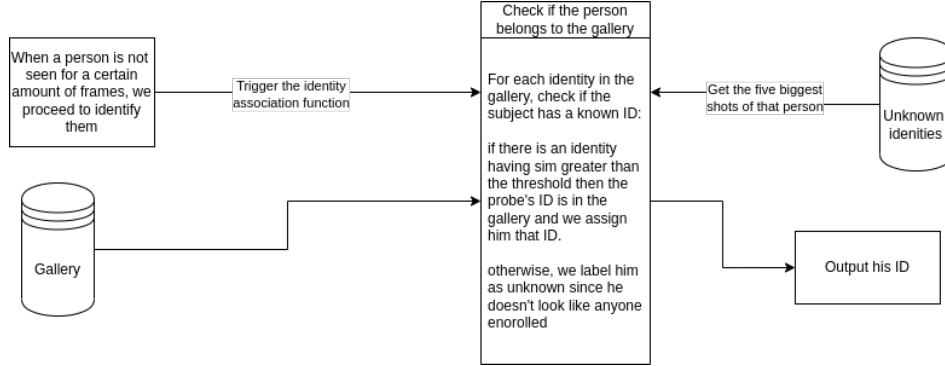 When a person is not
seen for a certain
amount of frames, we
proceed to identify
them
Trigger the identity
association function
Gallery
Check if the person
belongs to the gallery
For each identity in the
gallery, check if the
subject has a known ID:
if there is an identity
having sim greater than
the threshold then the
probe's ID is in the
gallery and we assign
him that ID.
otherwise, we label him
as unknown since he
doesn't look like anyone
enorolled
Get the five biggest
shots of that person
Unknown
idenities
Output his ID